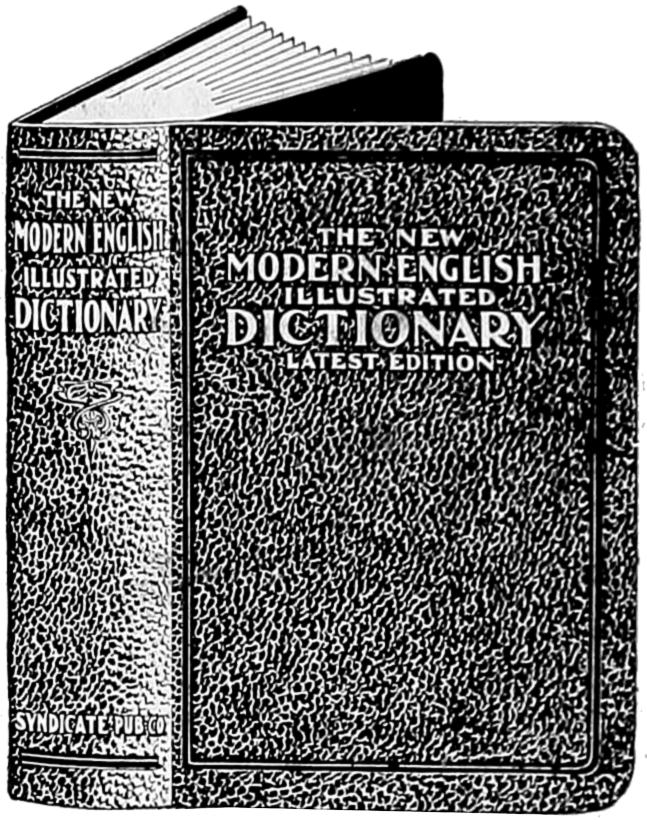 THE NEW
MODERN ENGLISH
ILLUSTRATED
DICTIONARY
SYNDICATE PUB CO
THE NEW
MODERN ENGLISH
ILLUSTRATED
DICTIONARY
LATEST EDITION